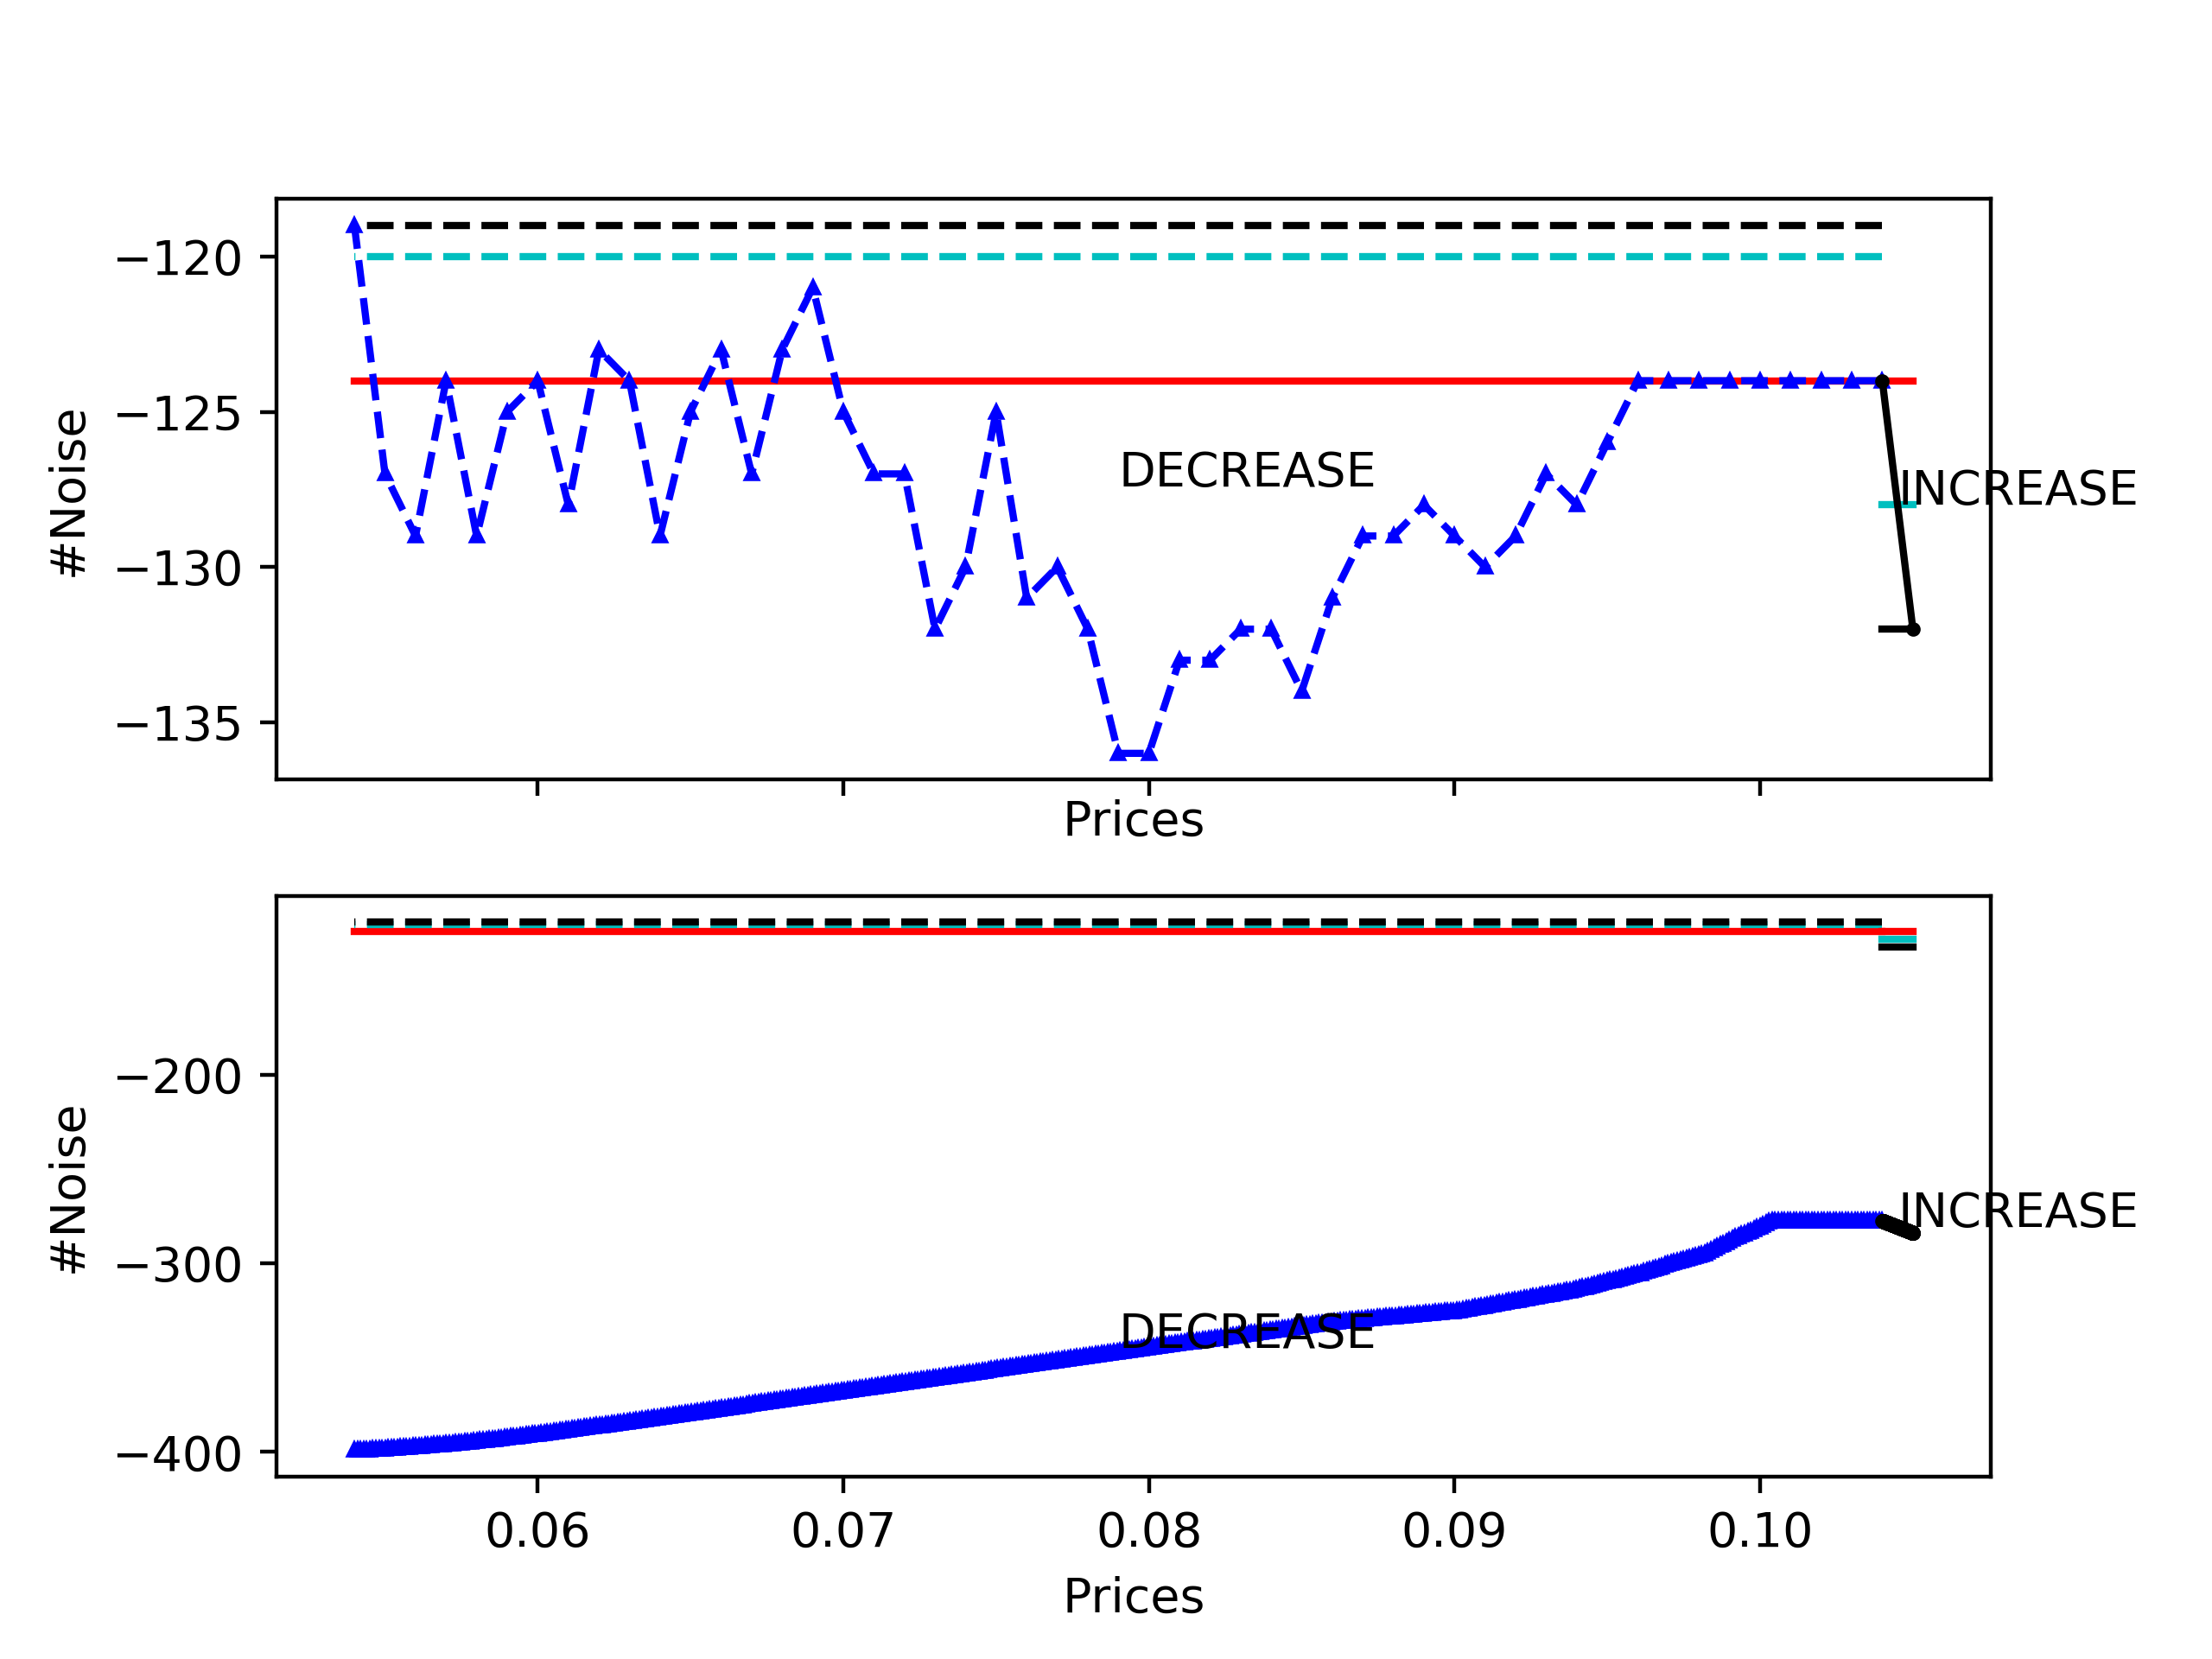 −120
−125
−130
−135
#Noise
DECREASE
INCREASE
Prices
−200
−300
−400
#Noise
DECREASE
INCREASE
0.06 0.07 0.08 0.09 0.10
Prices